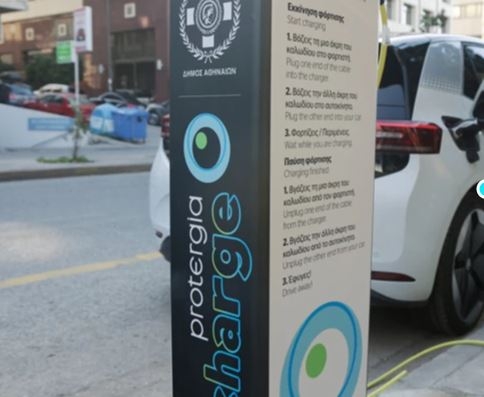 ΔΗΜΟΣ ΑΘΗΝΑΙΩΝ
protergia
charge
Εκκίνηση φόρτισης
Start charging
1. Βάζεις τη μια άκρη του
καλωδίου στο φορτιστή.
Plug one end of the cable
into the charger.
2. Βάζεις την άλλη άκρη του
καλωδίου στο αυτοκίνητο.
Plug the other end into your car.
3. Φορτίζεις / Περιμένεις.
Wait while you are charging.
Παύση φόρτισης
Charging finished
1. Βγάζεις τη μια άκρη του
καλωδίου από τον φορτιστή.
Unplug one end of the cable
from the charger.
2. Βγάζεις την άλλη άκρη του
καλωδίου από το αυτοκίνητο.
Unplug the other end from your car.
3. Έφυγες!
Drive away!